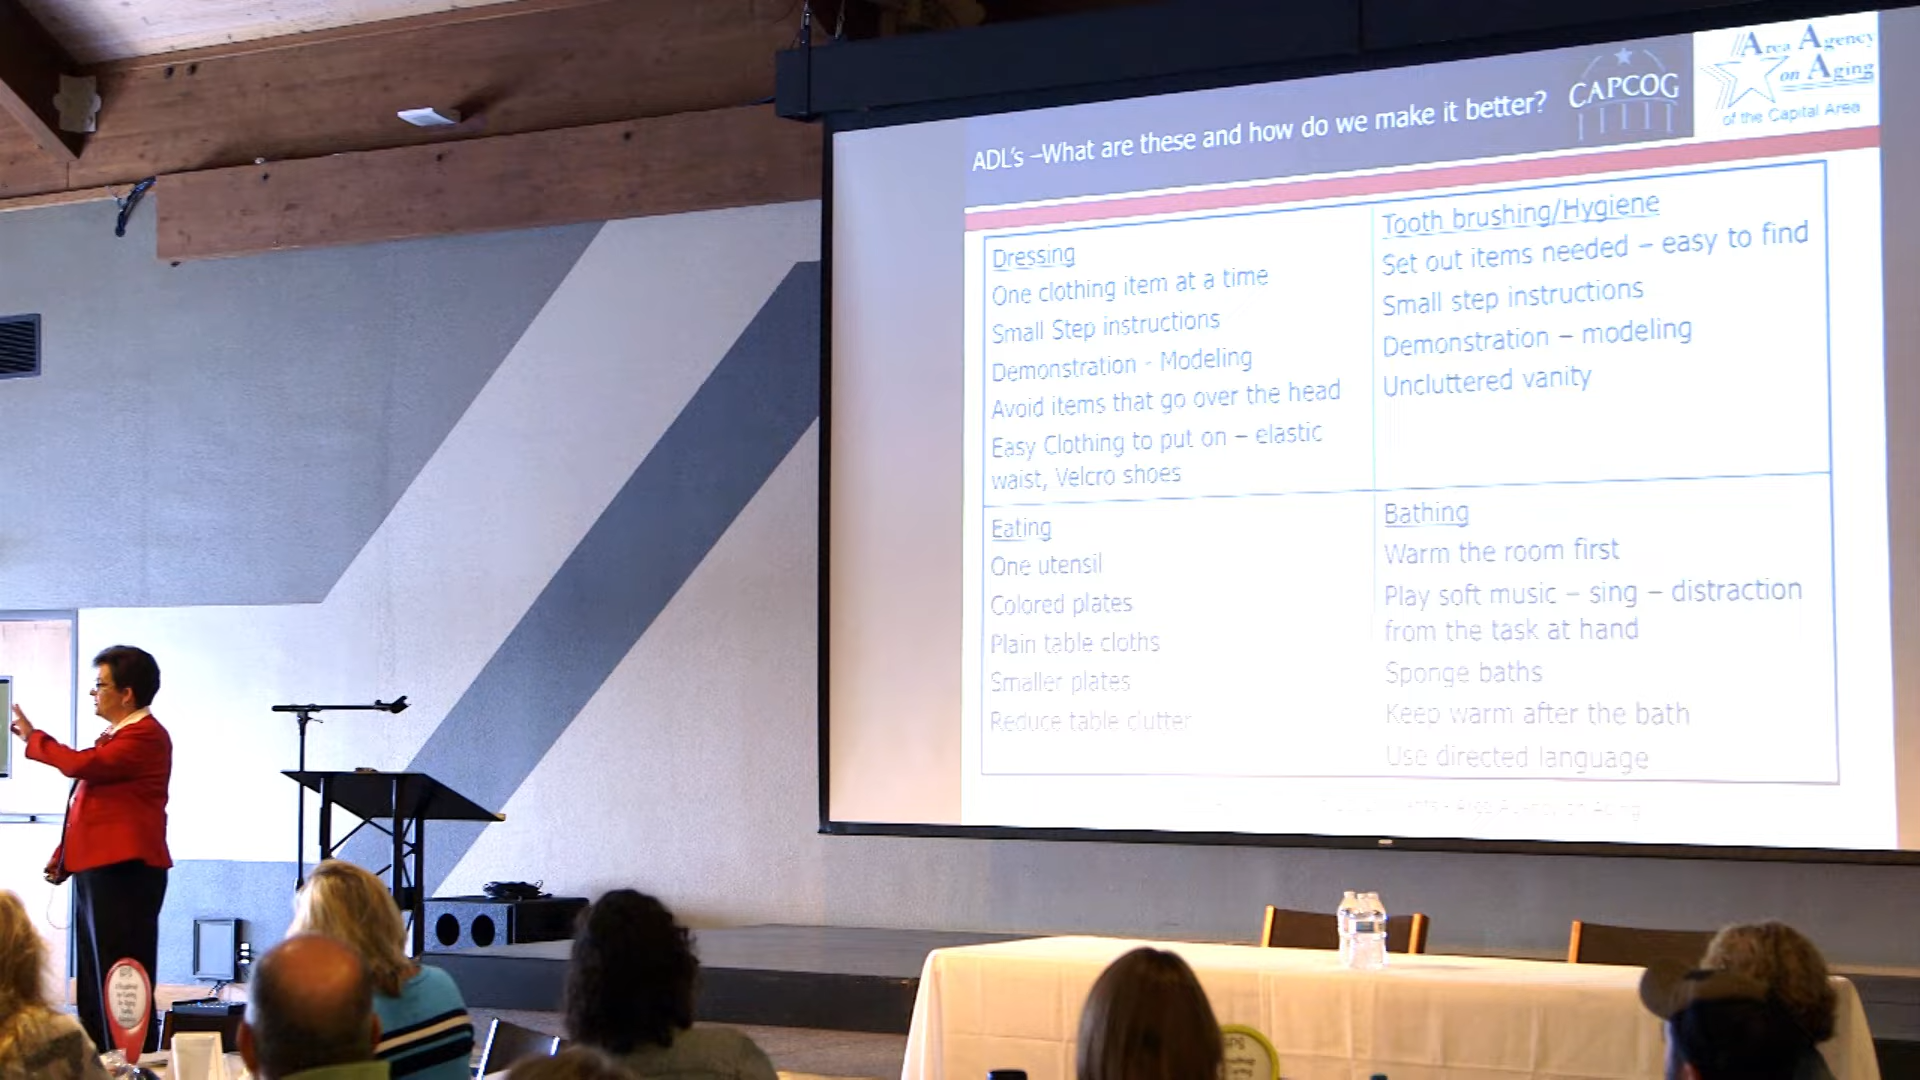 ADL's –What are these and how do we make it better?
CAPCOG
Area Agency
on Aging
of the Capital Area
Dressing
One clothing item at a time
Small Step instructions
Demonstration - Modeling
Avoid items that go over the head
Easy Clothing to put on – elastic
waist, Velcro shoes
Tooth brushing/Hygiene
Set out items needed – easy to find
Small step instructions
Demonstration – modeling
Uncluttered vanity
Eating
One utensil
Colored plates
Plain table cloths
Smaller plates
Reduce table clutter
Bathing
Warm the room first
Play soft music – sing – distraction
from the task at hand
Sponge baths
Keep warm after the bath
Use directed language
Area Agency on Aging